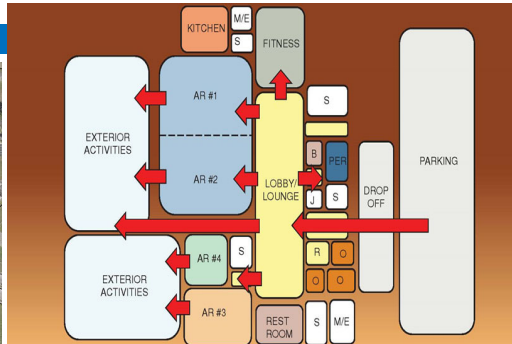 KITCHEN
M/E
S
FITNESS
AR #1
S
EXTERIOR
ACTIVITIES
B
PER
PARKING
AR #2
LOBBY/
LOUNGE
J
S
DROP
OFF
AR #4
S
R
O
EXTERIOR
ACTIVITIES
O
O
AR #3
REST
ROOM
S
M/E